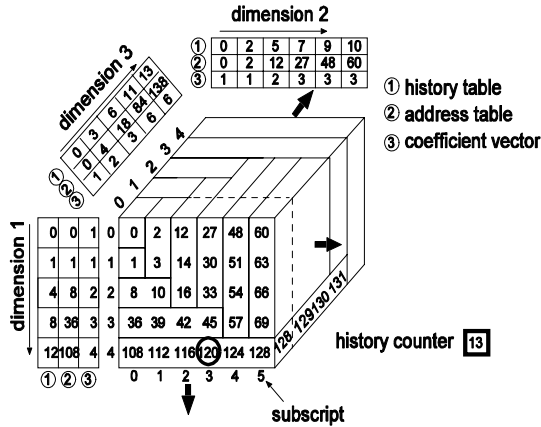 dimension 2
① 0 2 5 7 9 10
② 0 2 12 27 48 60
③ 1 1 2 3 3 3
① history table
② address table
③ coefficient vector
dimension 3
① 0 3 6 11 13
② 0 4 18 84 138
③ 1 2 3 6 6
0 1 2 3 4
dimension 1
0 0 1 0 0 2 12 27 48 60
1 1 1 1 1 3 14 30 51 63
4 8 2 2 8 10 16 33 54 66
8 36 3 3 36 39 42 45 57 69
12 108 4 4 108 112 116 120 124 128
① ② ③
128 129 130 131
0 1 2 3 4 5
subscript
history counter 13